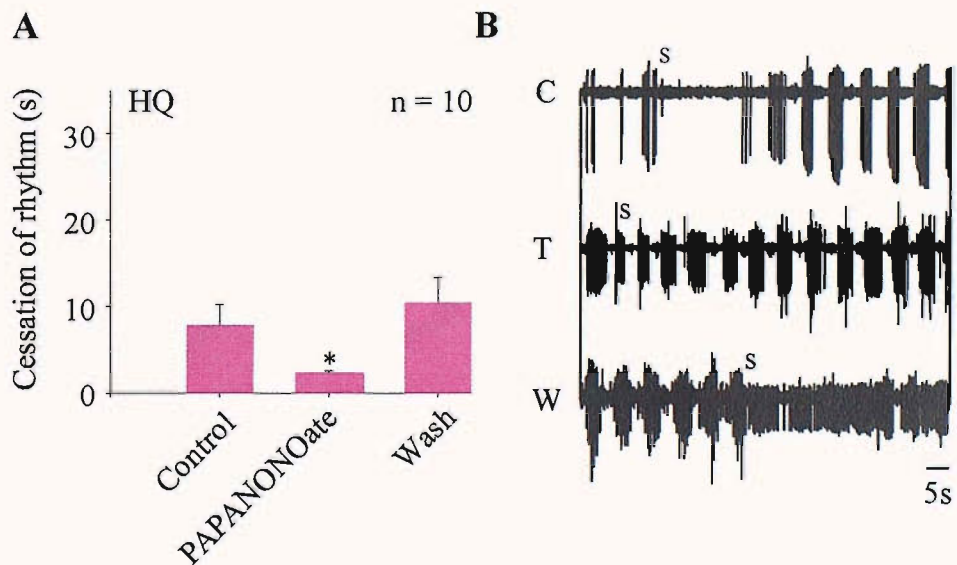 A
Cessation of rhythm (s)
30
20
10
0
HQ
n = 10
*
Control
PAPANONOate
Wash
B
C
s
T
s
W
s
5s